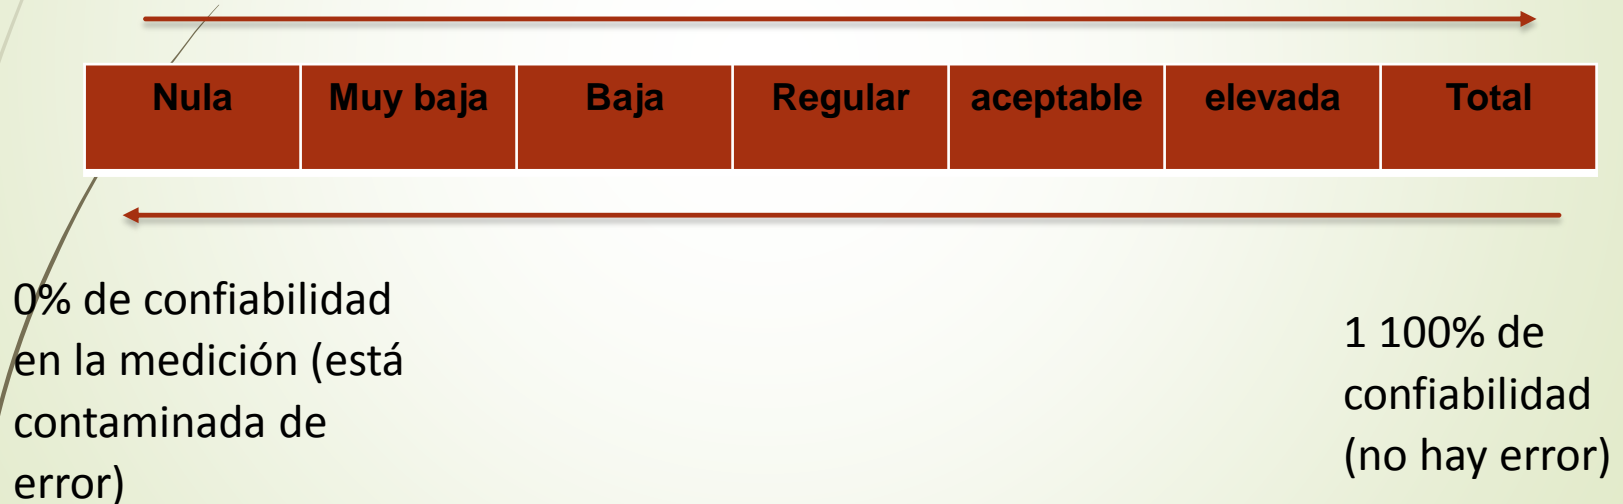 Nula Muy baja Baja Regular aceptable elevada Total
0% de confiabilidad
en la medición (está
contaminada de
error)
1 100% de
confiabilidad
(no hay error)